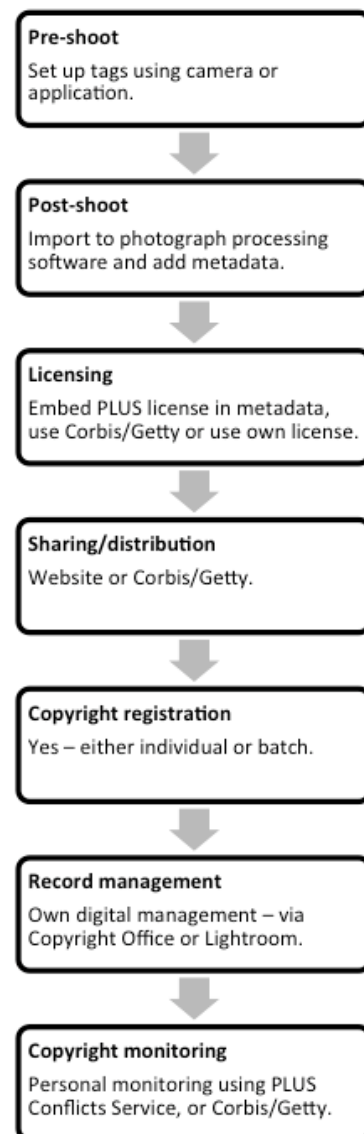 Pre-shoot
Set up tags using camera or
application.
Post-shoot
Import to photograph processing
software and add metadata.
Licensing
Embed PLUS license in metadata,
use Corbis/Getty or use own license.
Sharing/distribution
Website or Corbis/Getty.
Copyright registration
Yes – either individual or batch.
Record management
Own digital management – via
Copyright Office or Lightroom.
Copyright monitoring
Personal monitoring using PLUS
Conflicts Service, or Corbis/Getty.